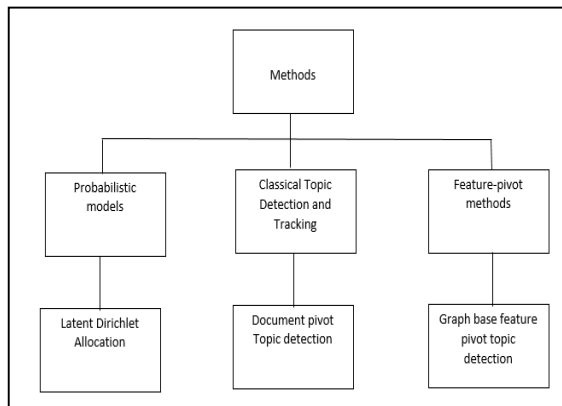 Methods
Probabilistic
models
Classical Topic
Detection and
Tracking
Feature-pivot
methods
Latent Dirichlet
Allocation
Document pivot
Topic detection
Graph base feature
pivot topic
detection